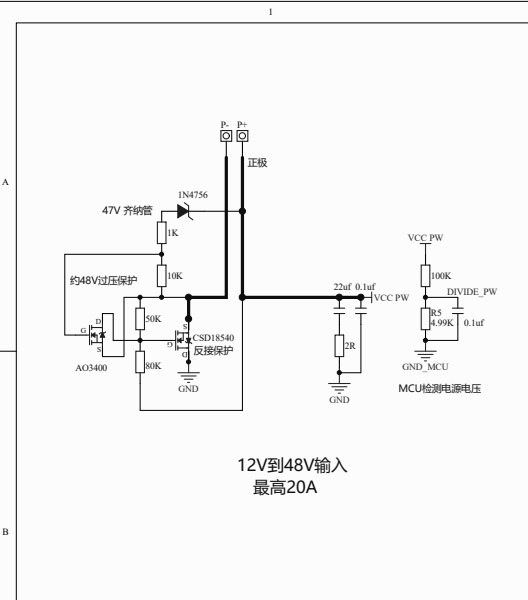 1
P- P+
正极
A
1N4756
47V 齐纳管
1K
VCC PW
约48V过压保护
10K
100K
22uf 0.1uf
VCC PW
DIVIDE_PW
D
G
S
50K
S
G
D
CSD18540
反接保护
R5
4.99K
0.1uf
2R
AO3400
80K
GND
GND_MCU
MCU检测电源电压
GND
12V到48V输入
最高20A
B